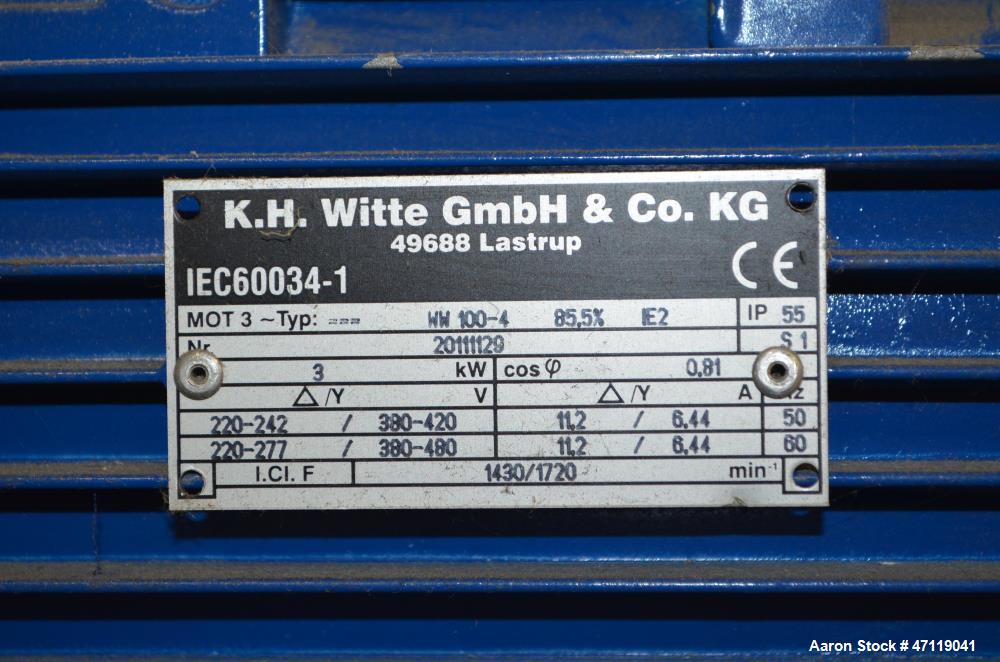 K.H. Witte GmbH & Co. KG
49688 Lastrup
IEC60034-1
CE
MOT 3 ~Typ: --- WW 100-4 85,5% IE2 IP 55
Nr. 20111129 S 1
3 kW cos φ 0,81
△/Y V △/Y A Hz
220-242 / 380-420 11,2 / 6,44 50
220-277 / 380-480 11,2 / 6,44 60
I.Cl. F 1430/1720 min⁻¹
Aaron Stock # 47119041